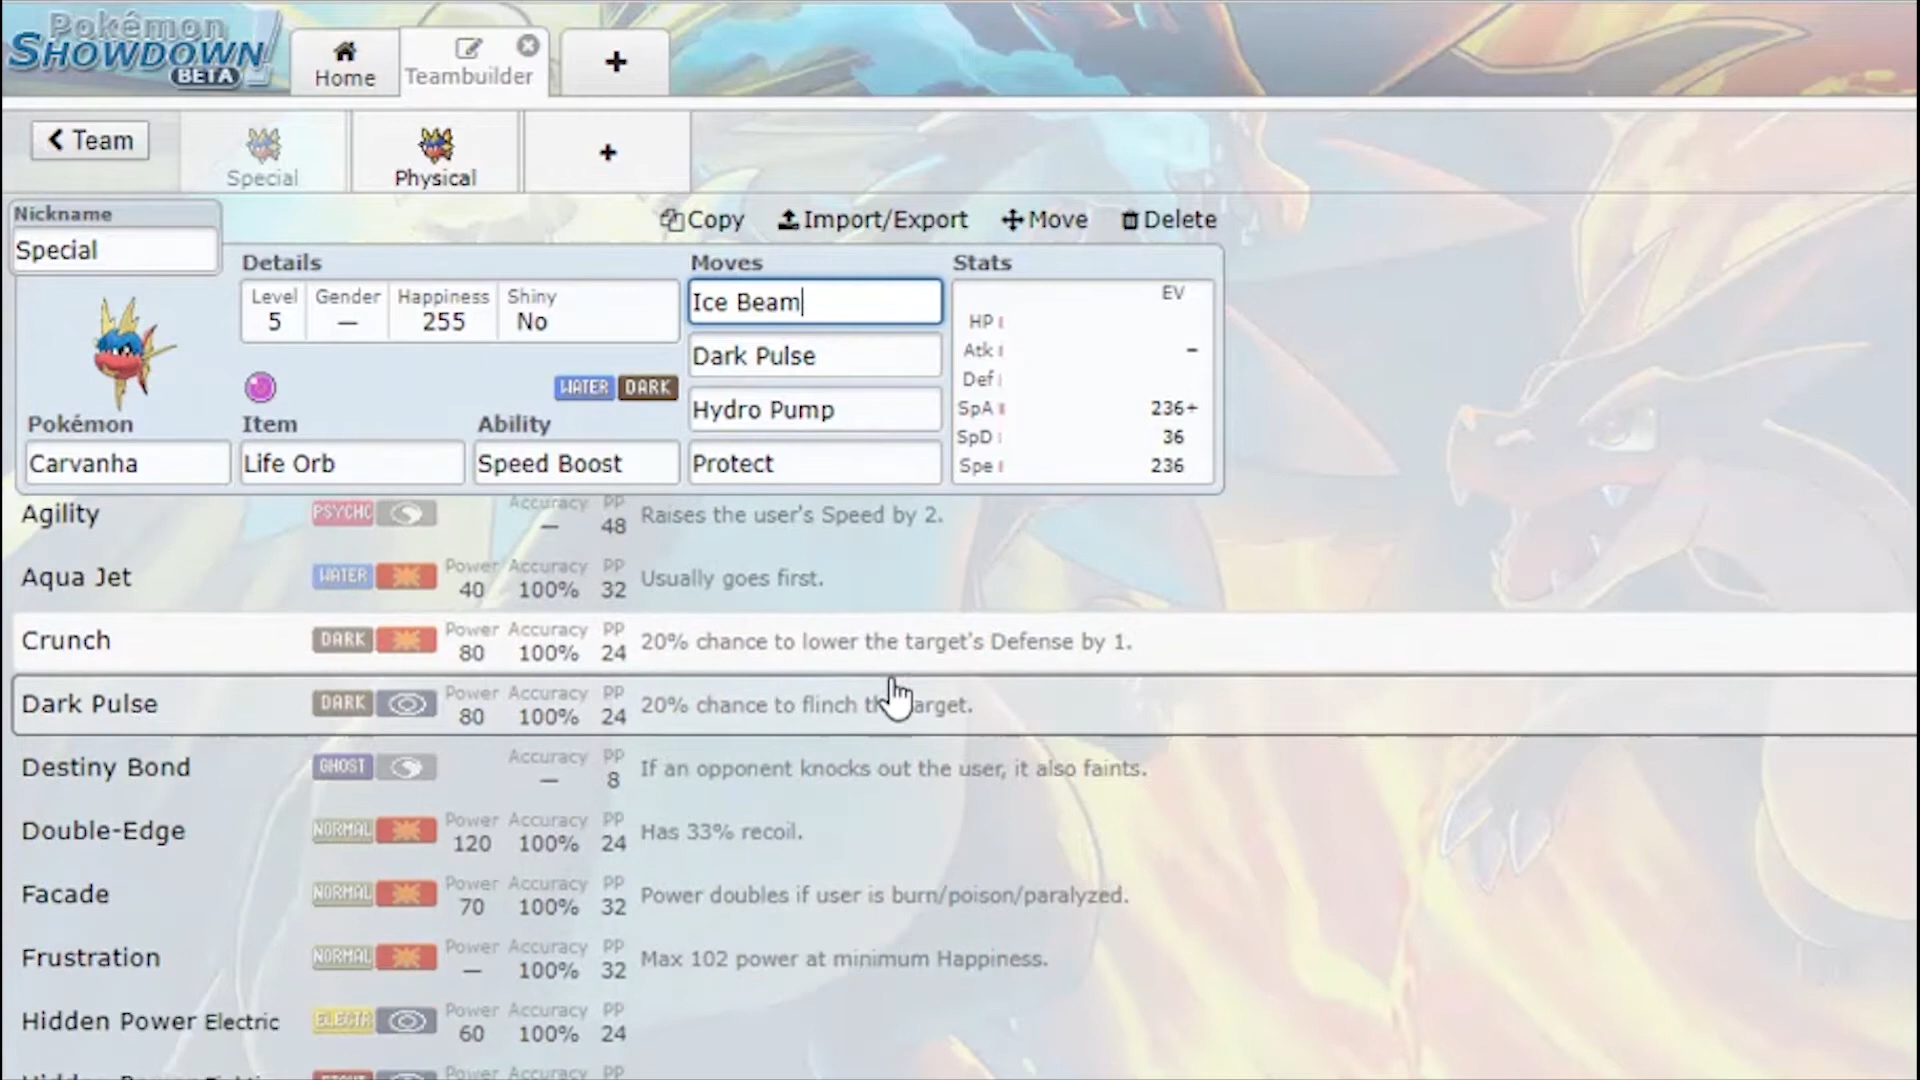 Pokémon
SHOWDOWN
BETA
Home
Teambuilder
+
Team
Special
Physical
+
Nickname
Special
Copy Import/Export Move Delete
Details
Level Gender Happiness Shiny
5 — 255 No
WATER DARK
Pokémon Item Ability
Carvanha Life Orb Speed Boost
Moves
Ice Beam
Dark Pulse
Hydro Pump
Protect
Stats
EV
HP
Atk –
Def
SpA 236+
SpD 36
Spe 236
Agility PSYCHC Accuracy — PP 48 Raises the user's Speed by 2.
Aqua Jet WATER Power 40 Accuracy 100% PP 32 Usually goes first.
Crunch DARK Power 80 Accuracy 100% PP 24 20% chance to lower the target's Defense by 1.
Dark Pulse DARK Power 80 Accuracy 100% PP 24 20% chance to flinch th arget.
Destiny Bond GHOST Accuracy — PP 8 If an opponent knocks out the user, it also faints.
Double-Edge NORMAL Power 120 Accuracy 100% PP 24 Has 33% recoil.
Facade NORMAL Power 70 Accuracy 100% PP 32 Power doubles if user is burn/poison/paralyzed.
Frustration NORMAL Power — Accuracy 100% PP 32 Max 102 power at minimum Happiness.
Hidden Power Electric ELECTR Power 60 Accuracy 100% PP 24
Power Accuracy PP